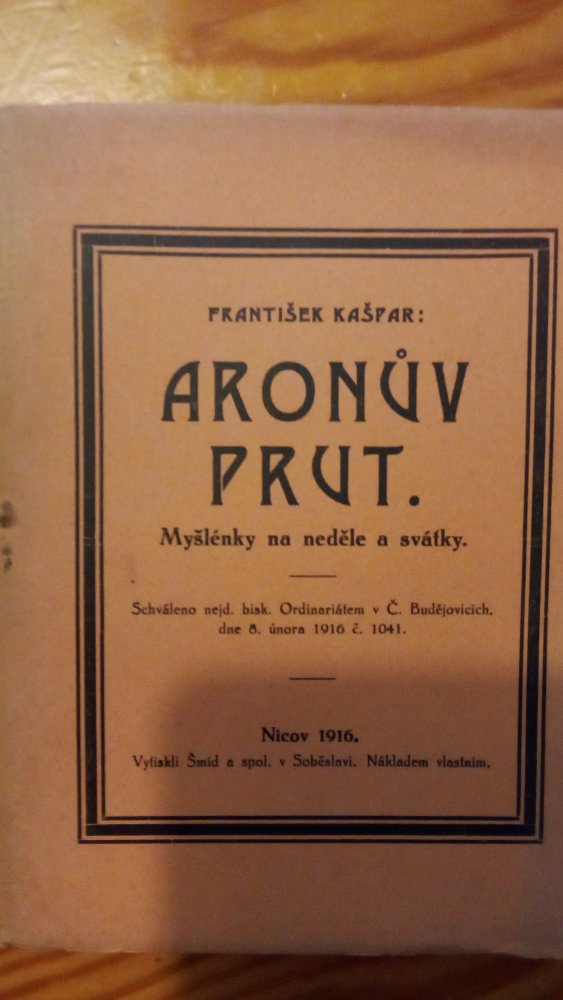 FRANTIŠEK KAŠPAR:
ARONŮV
PRUT.
Myšlénky na neděle a svátky.
Schváleno nejd. bisk. Ordinariátem v Č. Budějovicích,
dne 8. února 1916 č. 1041.
Nicov 1916.
Vytiskli Šmíd a spol. v Soběslavi. Nákladem vlastním.